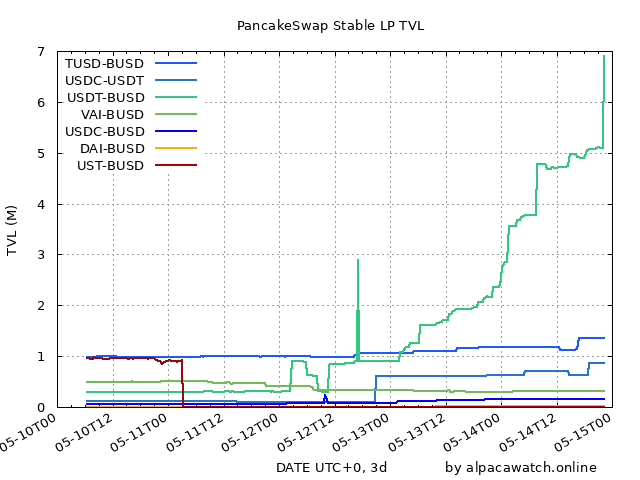 PancakeSwap Stable LP TVL
TUSD-BUSD
USDC-USDT
USDT-BUSD
VAI-BUSD
USDC-BUSD
DAI-BUSD
UST-BUSD
TVL (M)
7
6
5
4
3
2
1
0
05-10T00
05-10T12
05-11T00
05-11T12
05-12T00
05-12T12
05-13T00
05-13T12
05-14T00
05-14T12
05-15T00
DATE UTC+0, 3d
by alpacawatch.online